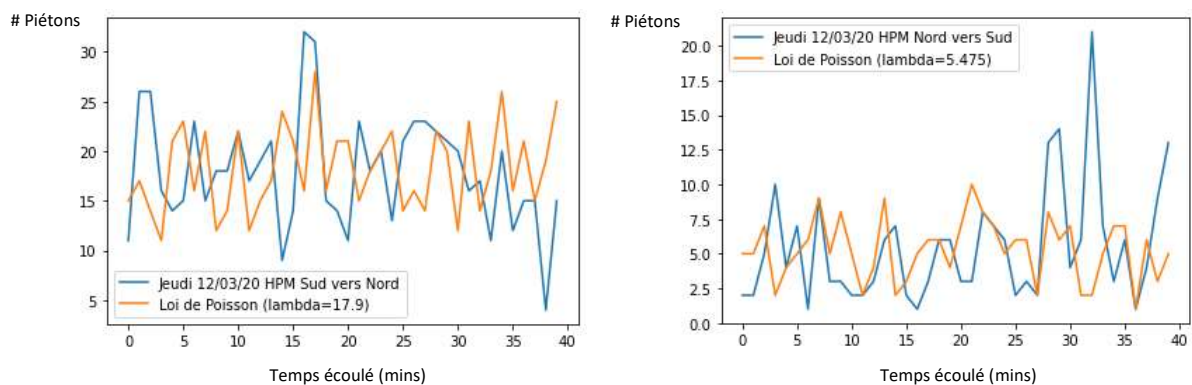 # Piétons
30
25
20
15
10
5
Jeudi 12/03/20 HPM Sud vers Nord
Loi de Poisson (lambda=17.9)
0 5 10 15 20 25 30 35 40
Temps écoulé (mins)
# Piétons
20.0
17.5
15.0
12.5
10.0
7.5
5.0
2.5
0.0
Jeudi 12/03/20 HPM Nord vers Sud
Loi de Poisson (lambda=5.475)
0 5 10 15 20 25 30 35 40
Temps écoulé (mins)